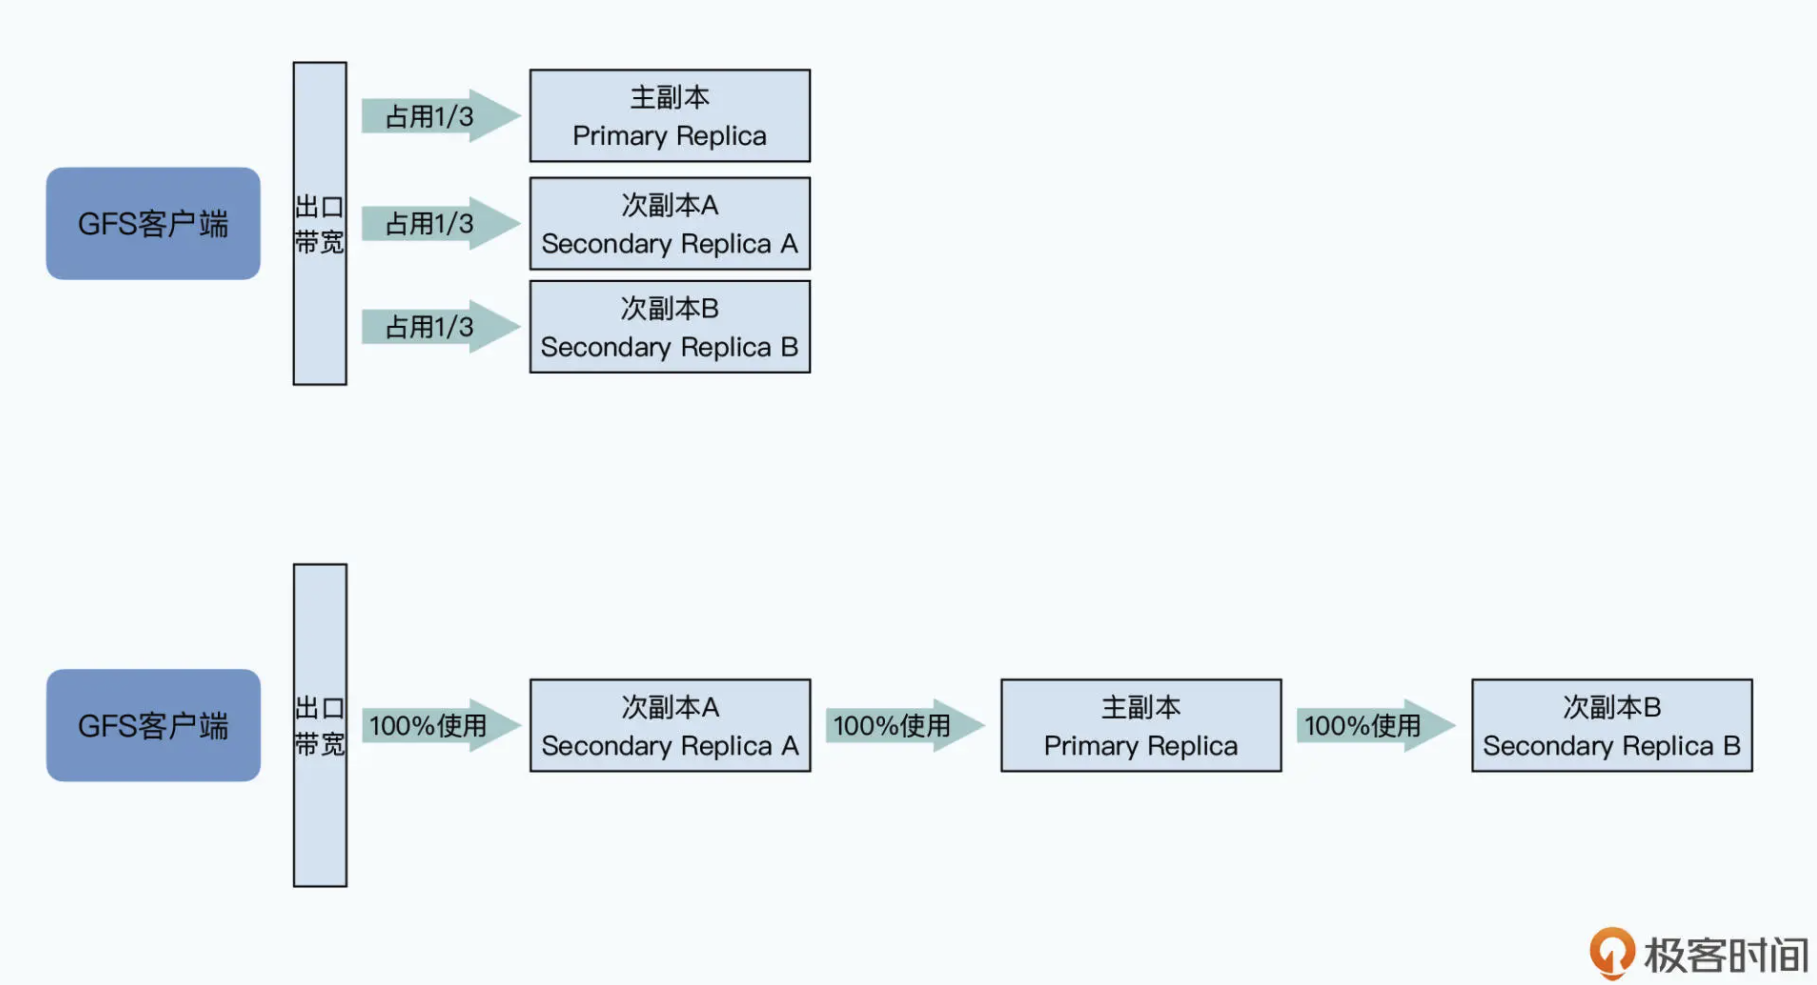 占用1/3
主副本
Primary Replica
GFS客户端
出口
带宽
占用1/3
次副本A
Secondary Replica A
占用1/3
次副本B
Secondary Replica B
GFS客户端
出口
带宽
100%使用
次副本A
Secondary Replica A
100%使用
主副本
Primary Replica
100%使用
次副本B
Secondary Replica B
极客时间